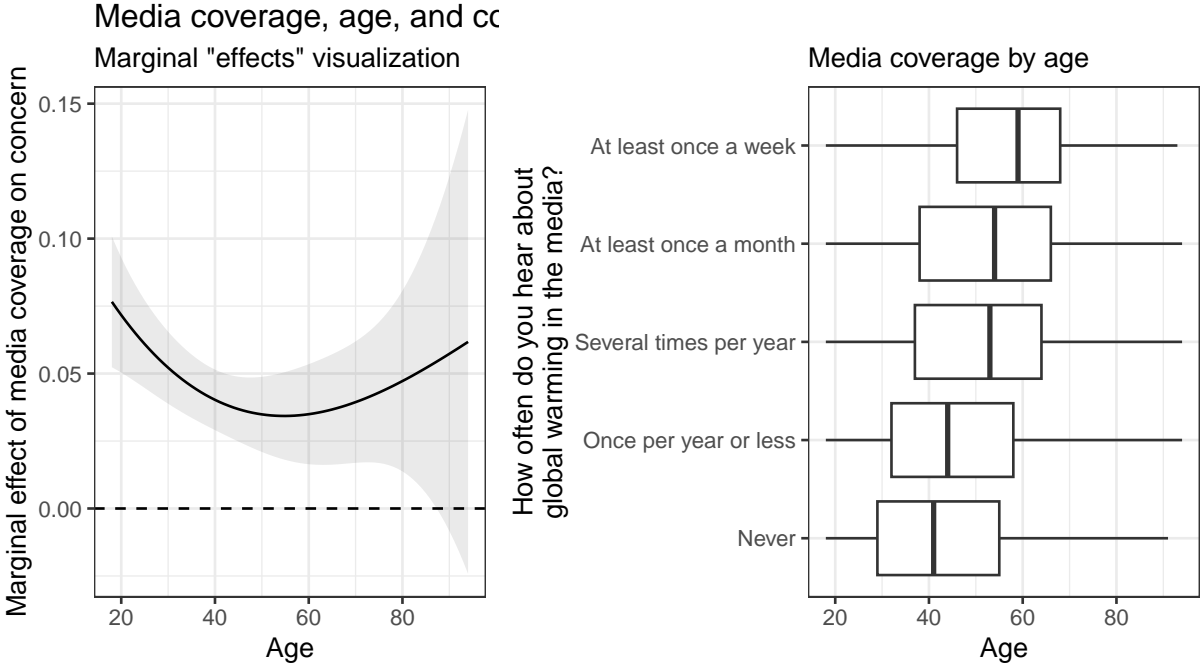 Media coverage, age, and co
Marginal "effects" visualization
Marginal effect of media coverage on concern
0.15
0.10
0.05
0.00
20 40 60 80
Age
Media coverage by age
How often do you hear about
global warming in the media?
At least once a week
At least once a month
Several times per year
Once per year or less
Never
20 40 60 80
Age